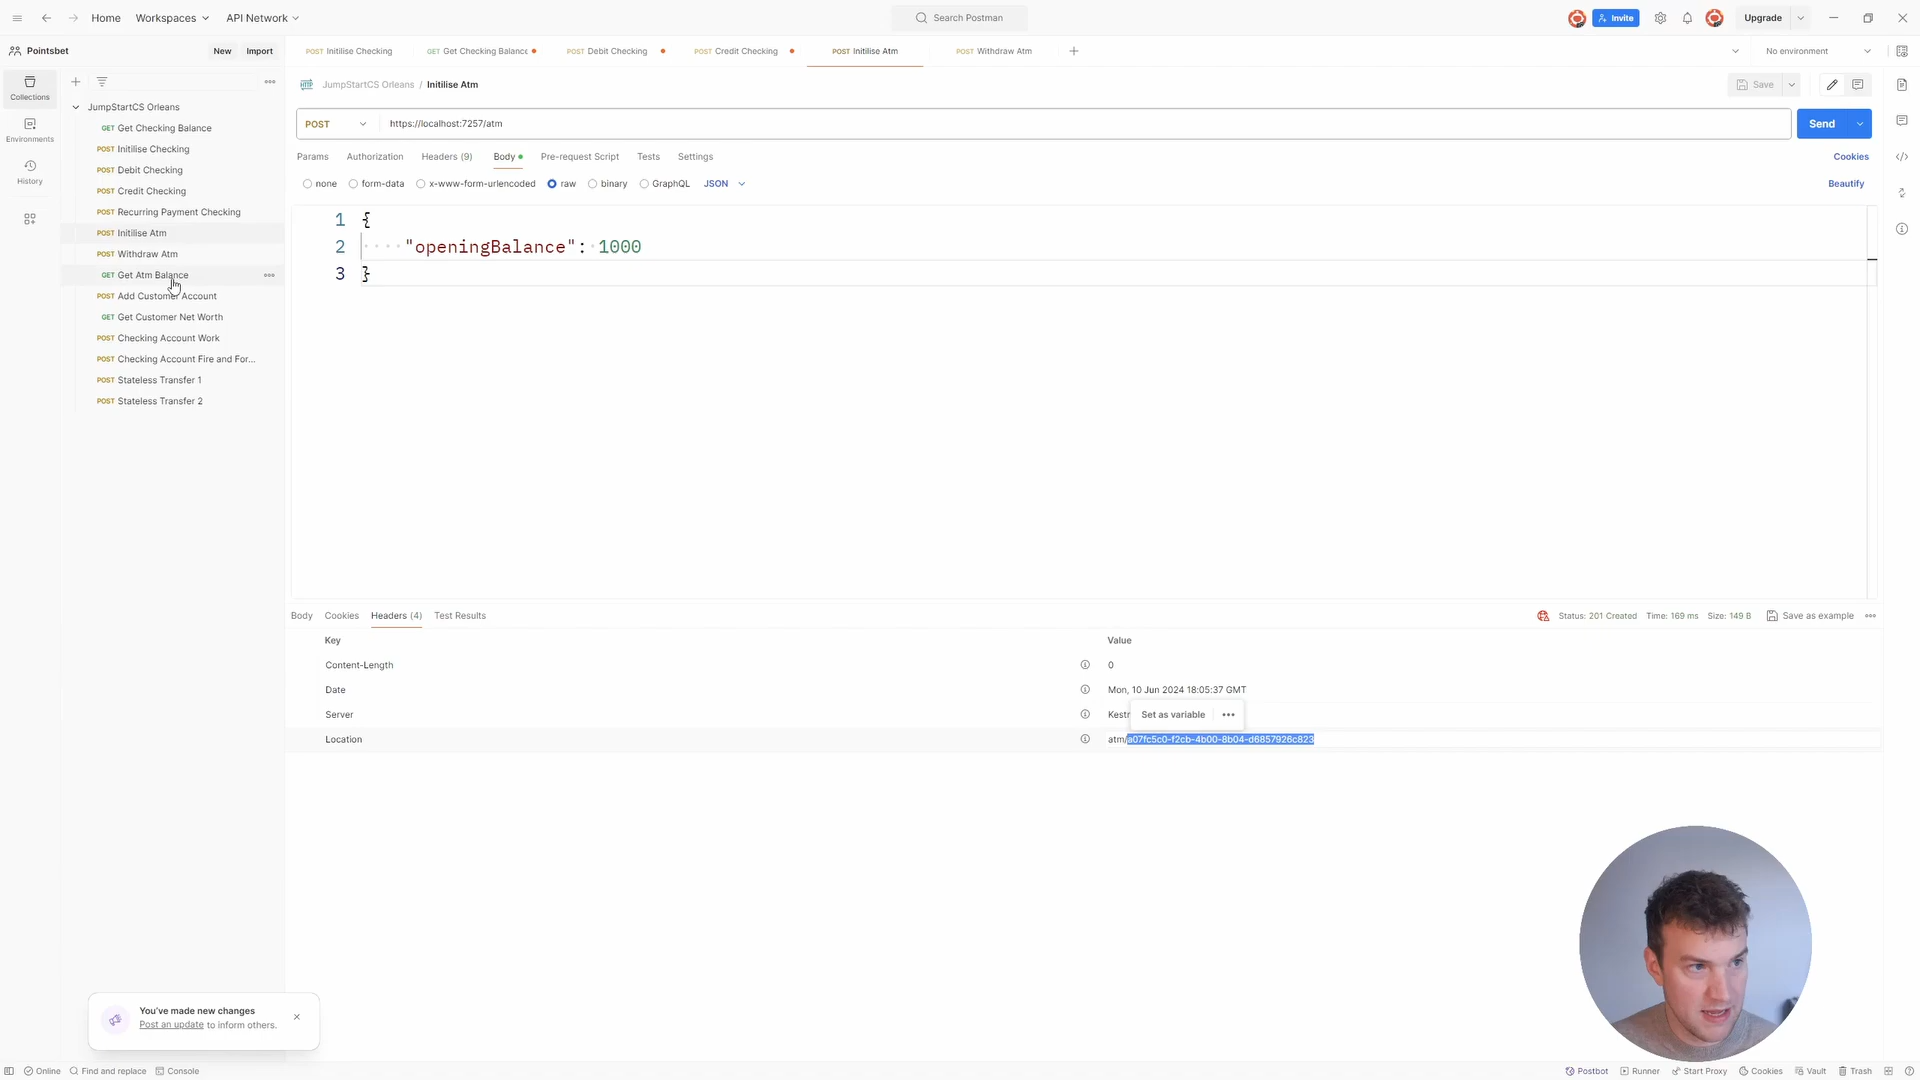 Home
Workspaces
API Network
Search Postman
Invite
Upgrade
Pointsbet
New
Import
POST Initilise Checking
GET Get Checking Balance
POST Debit Checking
POST Credit Checking
POST Initilise Atm
POST Withdraw Atm
No environment
Collections
Environments
History
JumpStartCS Orleans
GET Get Checking Balance
POST Initilise Checking
POST Debit Checking
POST Credit Checking
POST Recurring Payment Checking
POST Initilise Atm
POST Withdraw Atm
GET Get Atm Balance
POST Add Customer Account
GET Get Customer Net Worth
POST Checking Account Work
POST Checking Account Fire and For...
POST Stateless Transfer 1
POST Stateless Transfer 2
HTTP
JumpStartCS Orleans / Initilise Atm
Save
POST
https://localhost:7257/atm
Send
Params
Authorization
Headers (9)
Body
Pre-request Script
Tests
Settings
Cookies
none
form-data
x-www-form-urlencoded
raw
binary
GraphQL
JSON
Beautify
1 {
2 "openingBalance": 1000
3 }
Body
Cookies
Headers (4)
Test Results
Status: 201 Created
Time: 169 ms
Size: 149 B
Save as example
Key
Value
Content-Length
0
Date
Mon, 10 Jun 2024 18:05:37 GMT
Server
Kestr
Set as variable
Location
atm/a07fc5c0-f2cb-4b00-8b04-d6857926c823
You've made new changes
Post an update to inform others.
Online
Find and replace
Console
Postbot
Runner
Start Proxy
Cookies
Vault
Trash